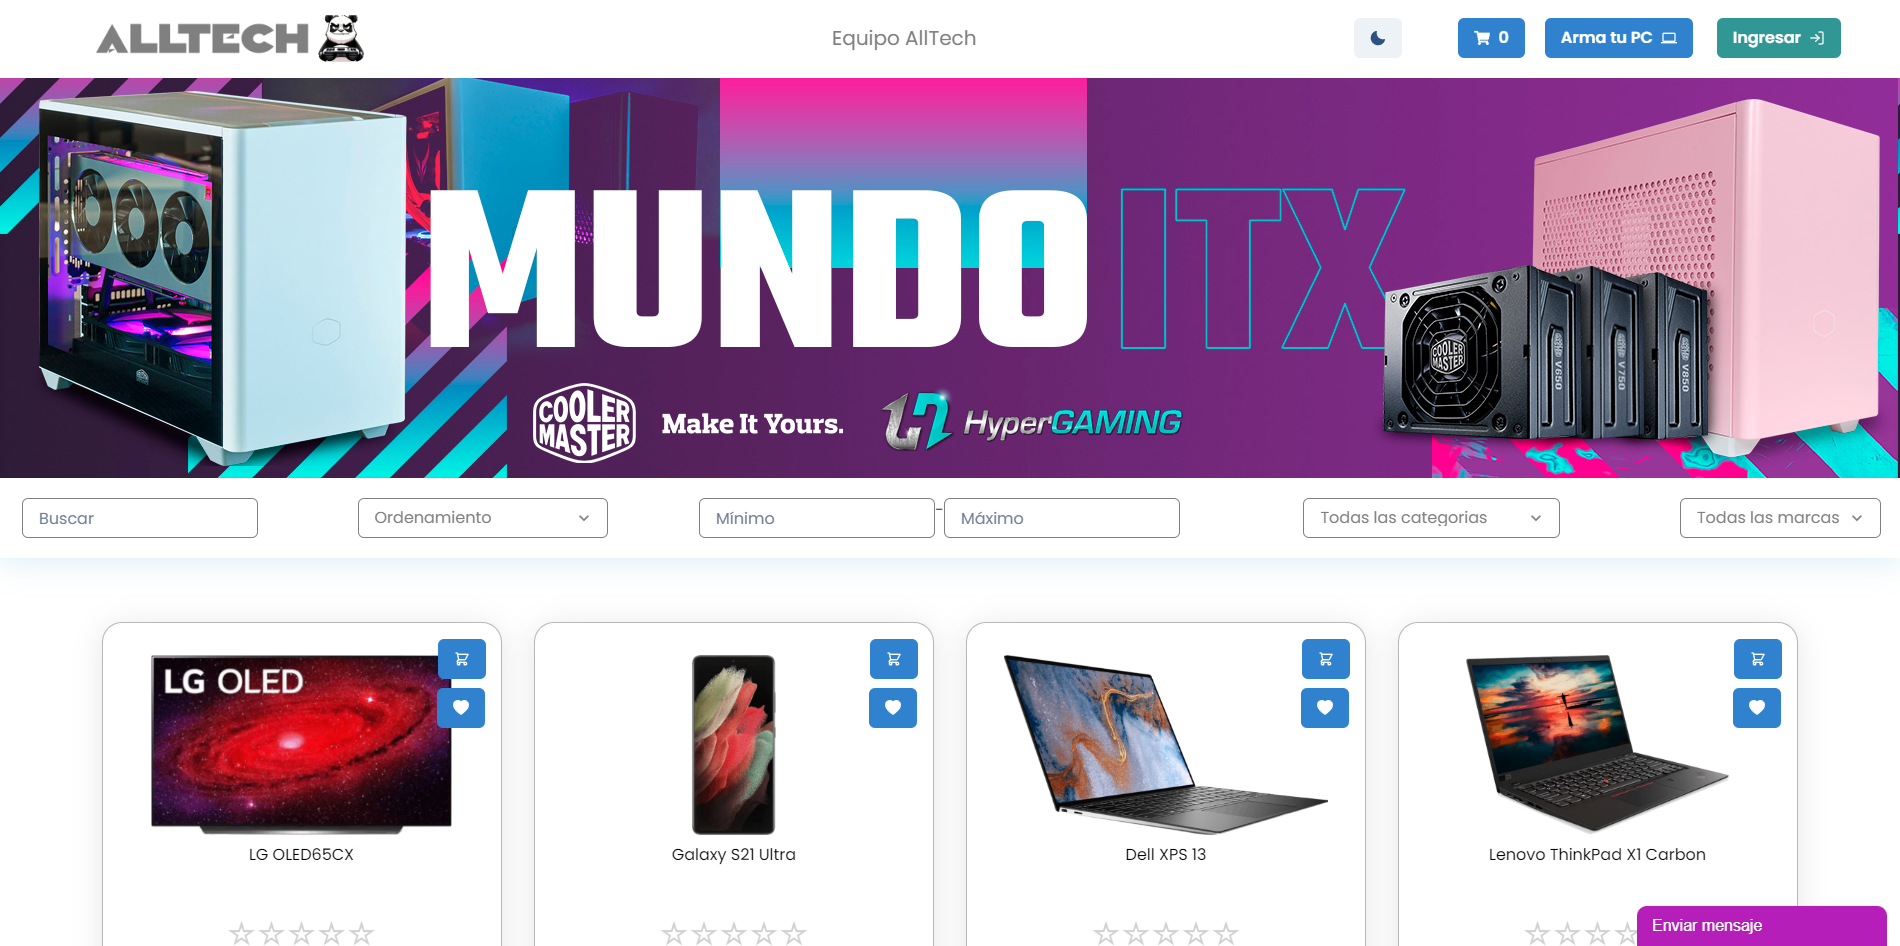 ALLTECH
Equipo AllTech
0
Arma tu PC
Ingresar
MUNDO ITX
COOLER MASTER
Make It Yours.
HyperGAMING
COOLER MASTER
V650
V750
V850
Buscar
Ordenamiento
Mínimo
-
Máximo
Todas las categorias
Todas las marcas
LG OLED
LG OLED65CX
Galaxy S21 Ultra
Dell XPS 13
Lenovo ThinkPad X1 Carbon
Enviar mensaje